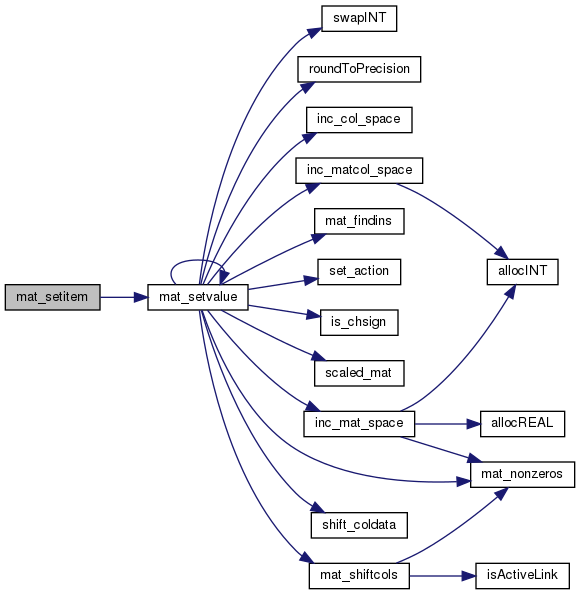 swapINT
roundToPrecision
inc_col_space
inc_matcol_space
mat_findins
set_action
allocINT
mat_setitem
mat_setvalue
is_chsign
scaled_mat
inc_mat_space
allocREAL
mat_nonzeros
shift_coldata
mat_shiftcols
isActiveLink